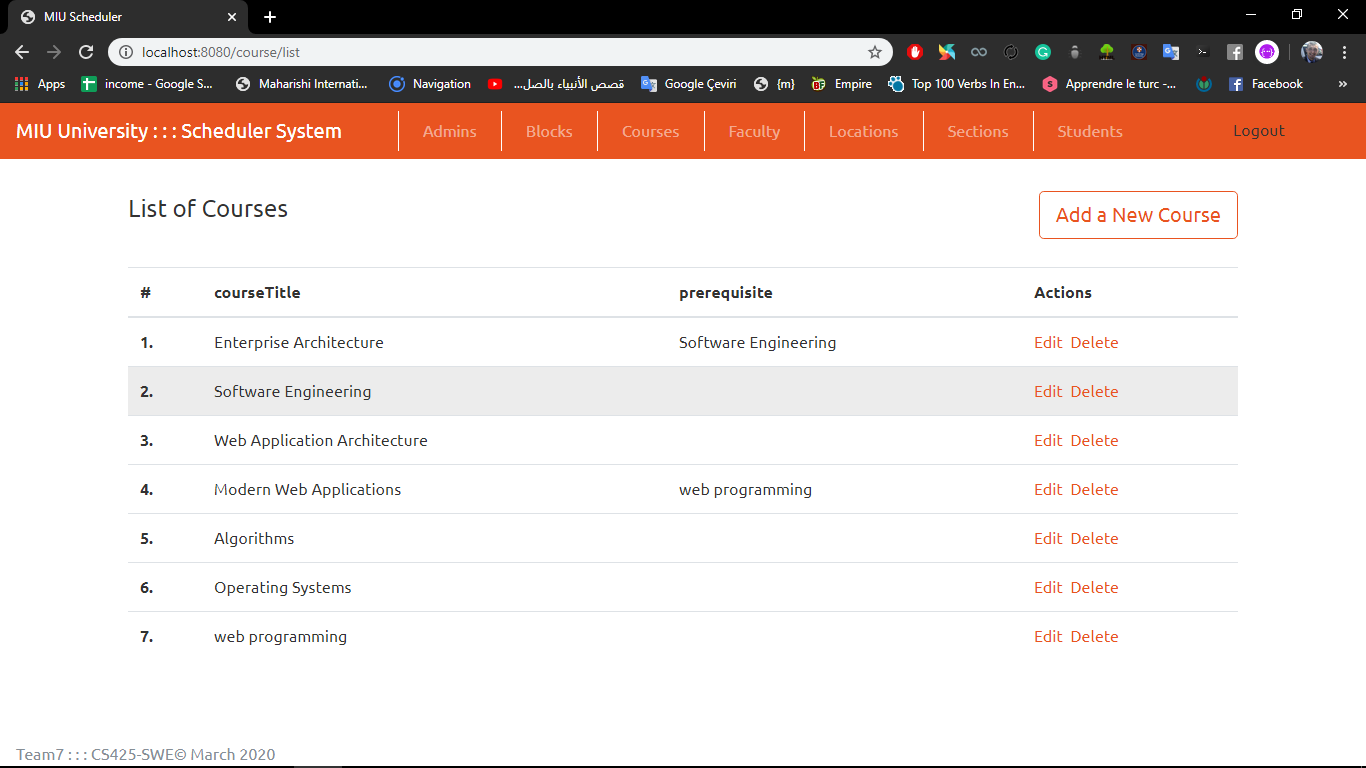 MIU Scheduler
localhost:8080/course/list
Apps income - Google S... Maharishi Internati... Navigation قصص الأنبياء بالصل... Google Çeviri {m} Empire Top 100 Verbs In En... Apprendre le turc -... Facebook »
MIU University : : : Scheduler System Admins Blocks Courses Faculty Locations Sections Students Logout
List of Courses Add a New Course
# courseTitle prerequisite Actions
1. Enterprise Architecture Software Engineering Edit Delete
2. Software Engineering Edit Delete
3. Web Application Architecture Edit Delete
4. Modern Web Applications web programming Edit Delete
5. Algorithms Edit Delete
6. Operating Systems Edit Delete
7. web programming Edit Delete
Team7 : : : CS425-SWE© March 2020